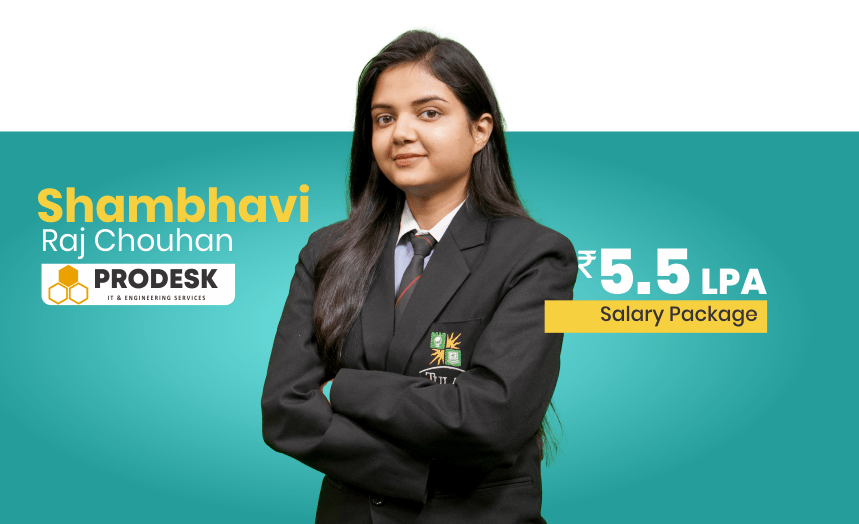 Shambhavi
Raj Chouhan
PRODESK
IT & ENGINEERING SERVICES
₹5.5 LPA
Salary Package